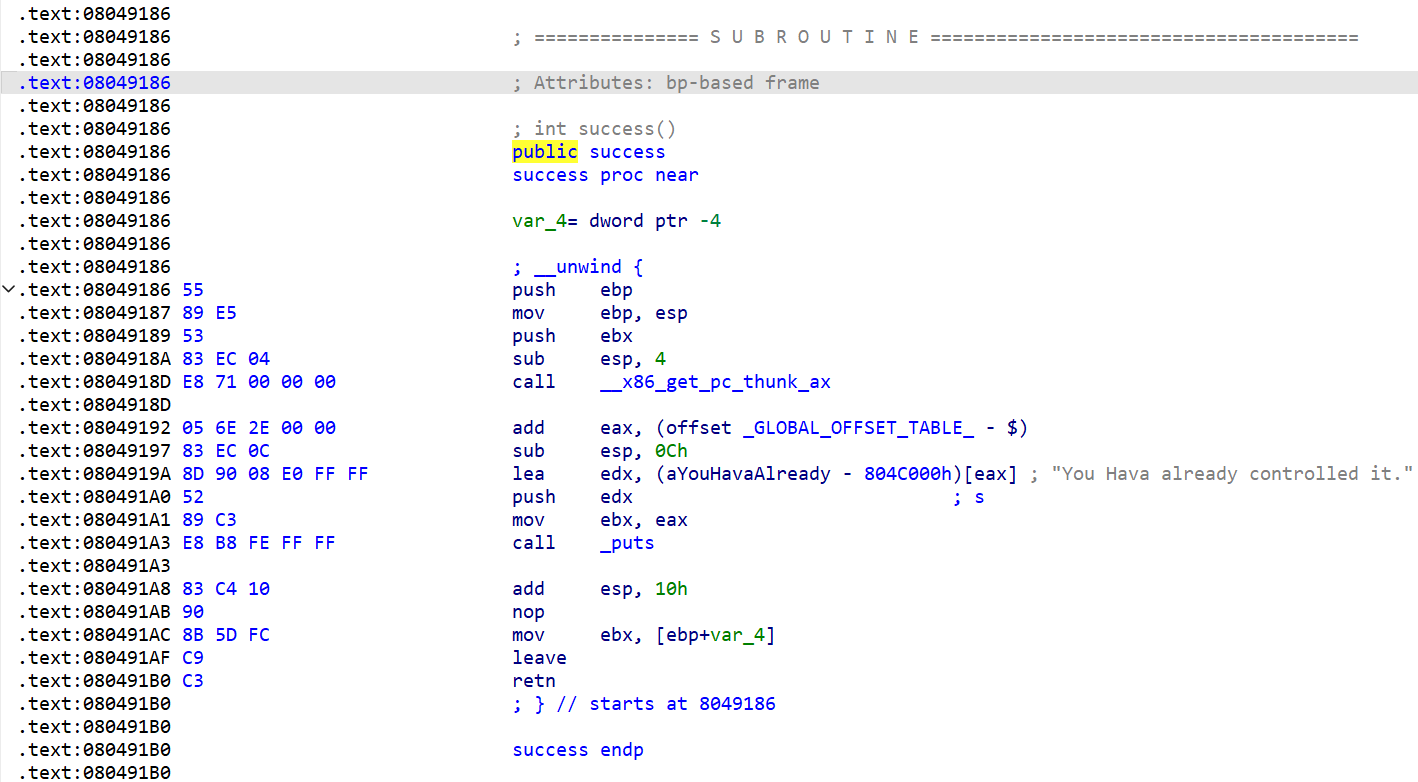 .text:08049186
.text:08049186 ; =============== S U B R O U T I N E =======================================
.text:08049186
.text:08049186 ; Attributes: bp-based frame
.text:08049186
.text:08049186 ; int success()
.text:08049186 public success
.text:08049186 success proc near
.text:08049186
.text:08049186 var_4= dword ptr -4
.text:08049186
.text:08049186 ; __unwind {
.text:08049186 55 push ebp
.text:08049187 89 E5 mov ebp, esp
.text:08049189 53 push ebx
.text:0804918A 83 EC 04 sub esp, 4
.text:0804918D E8 71 00 00 00 call __x86_get_pc_thunk_ax
.text:0804918D
.text:08049192 05 6E 2E 00 00 add eax, (offset _GLOBAL_OFFSET_TABLE_ - $)
.text:08049197 83 EC 0C sub esp, 0Ch
.text:0804919A 8D 90 08 E0 FF FF lea edx, (aYouHavaAlready - 804C000h)[eax] ; "You Hava already controlled it."
.text:080491A0 52 push edx ; s
.text:080491A1 89 C3 mov ebx, eax
.text:080491A3 E8 B8 FE FF FF call _puts
.text:080491A3
.text:080491A8 83 C4 10 add esp, 10h
.text:080491AB 90 nop
.text:080491AC 8B 5D FC mov ebx, [ebp+var_4]
.text:080491AF C9 leave
.text:080491B0 C3 retn
.text:080491B0 ; } // starts at 8049186
.text:080491B0
.text:080491B0 success endp
.text:080491B0